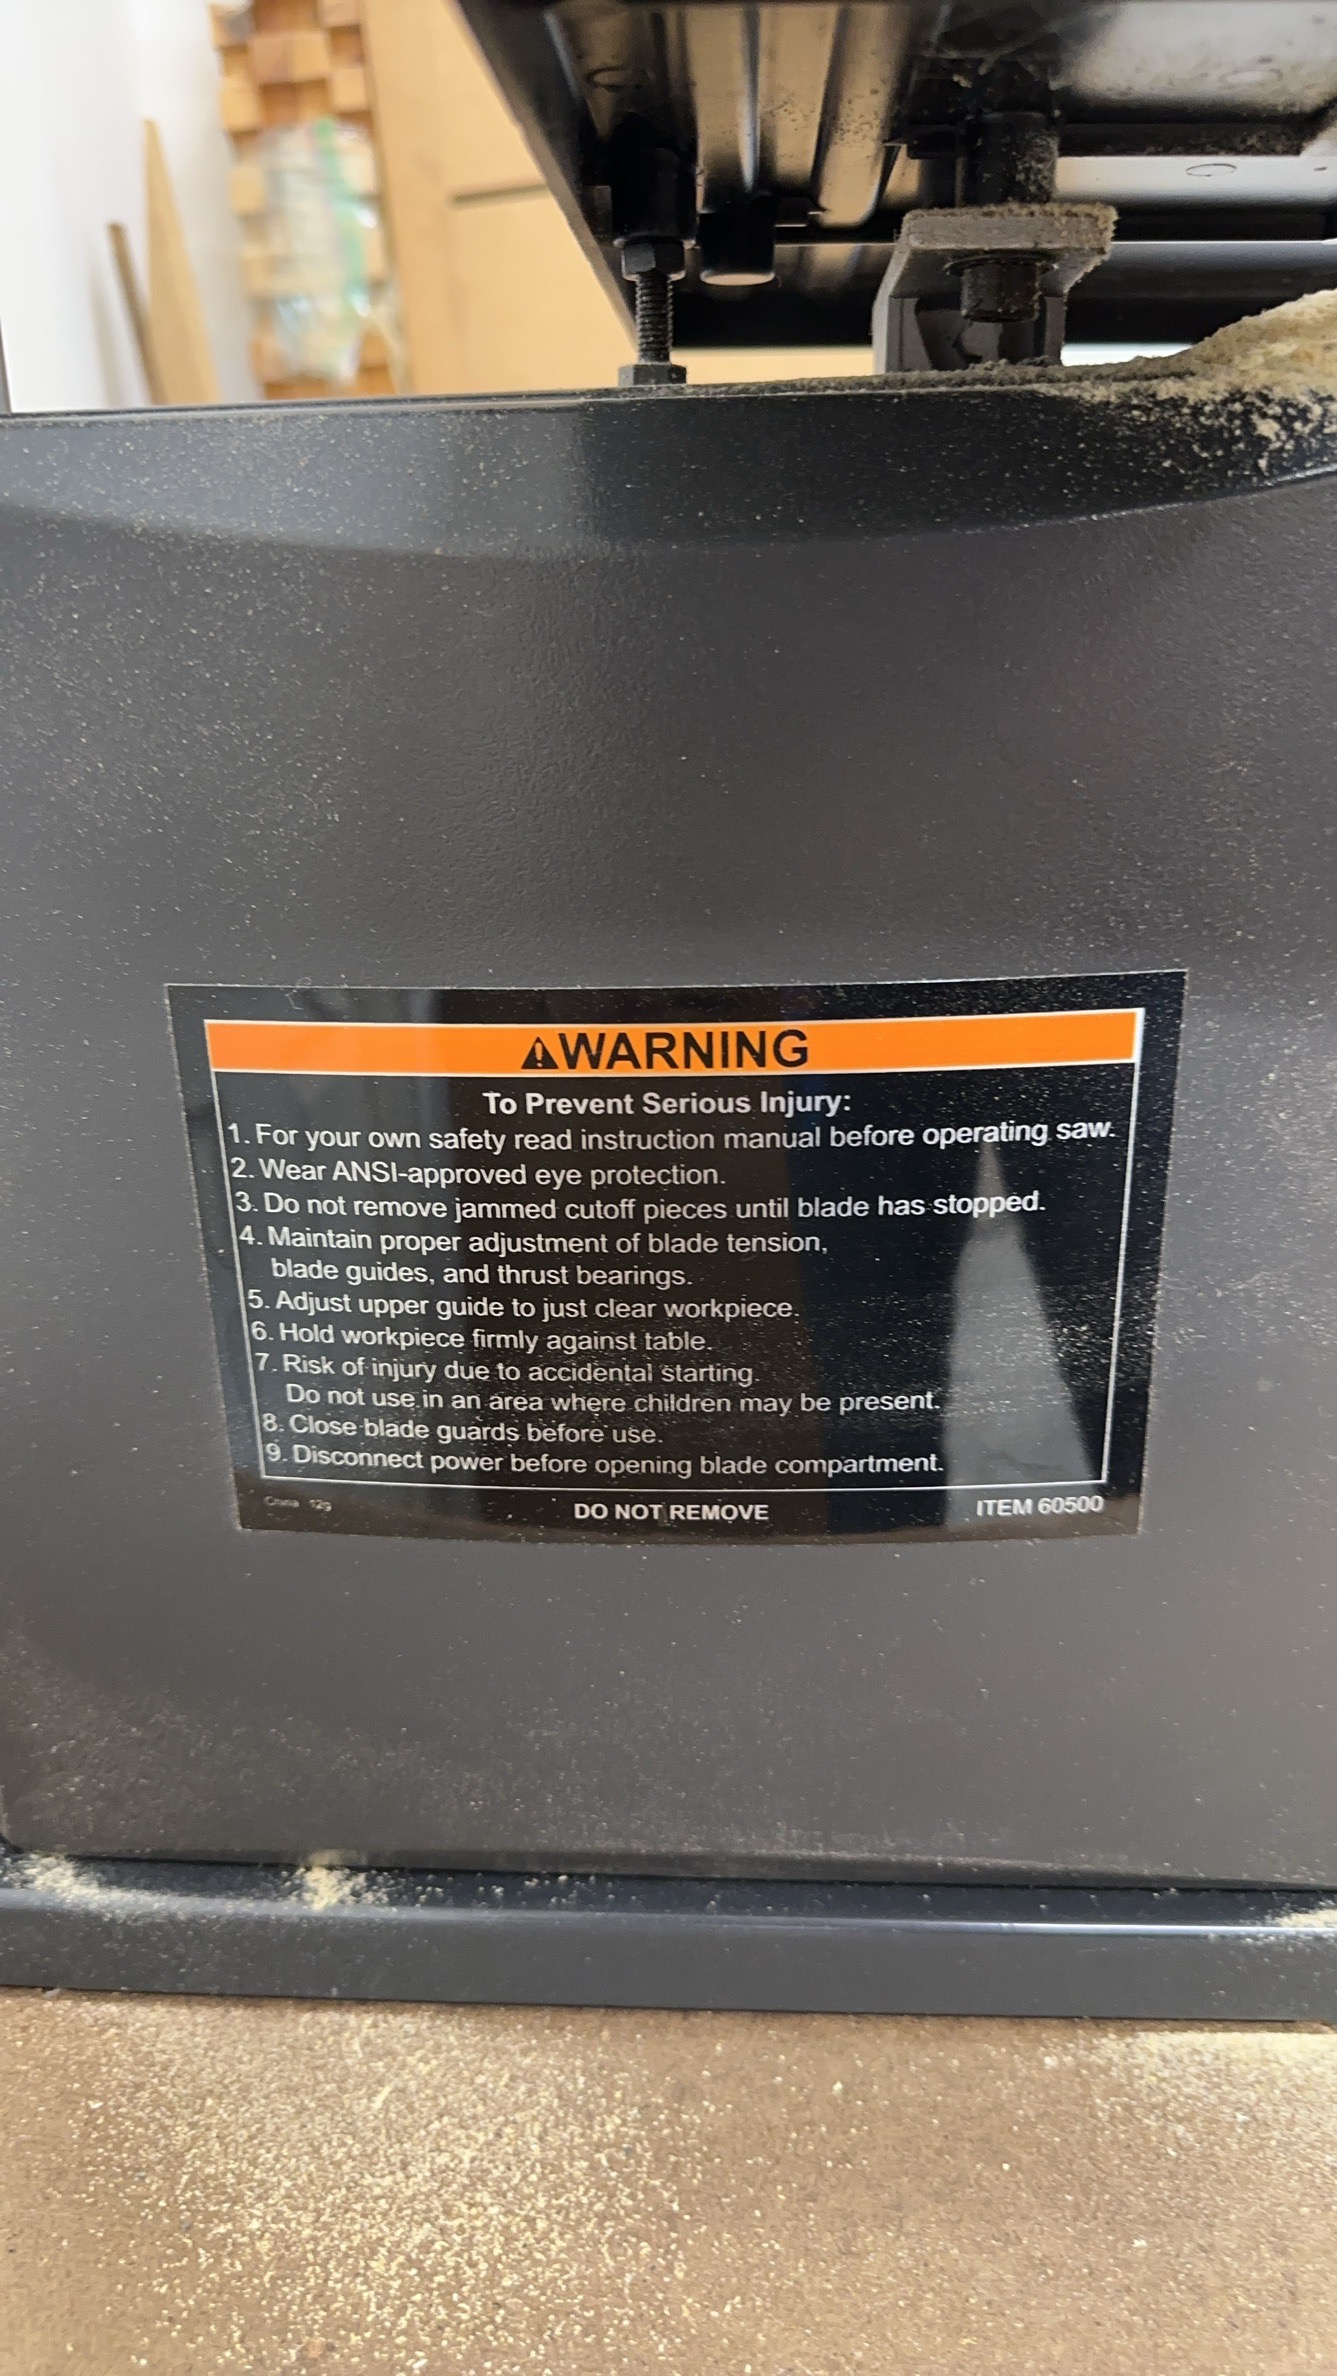 WARNING
To Prevent Serious Injury:
1. For your own safety read instruction manual before operating saw.
2. Wear ANSI-approved eye protection.
3. Do not remove jammed cutoff pieces until blade has stopped.
4. Maintain proper adjustment of blade tension,
blade guides, and thrust bearings.
5. Adjust upper guide to just clear workpiece.
6. Hold workpiece firmly against table.
7. Risk of injury due to accidental starting.
Do not use in an area where children may be present.
8. Close blade guards before use.
9. Disconnect power before opening blade compartment.
China 12g DO NOT REMOVE ITEM 60500